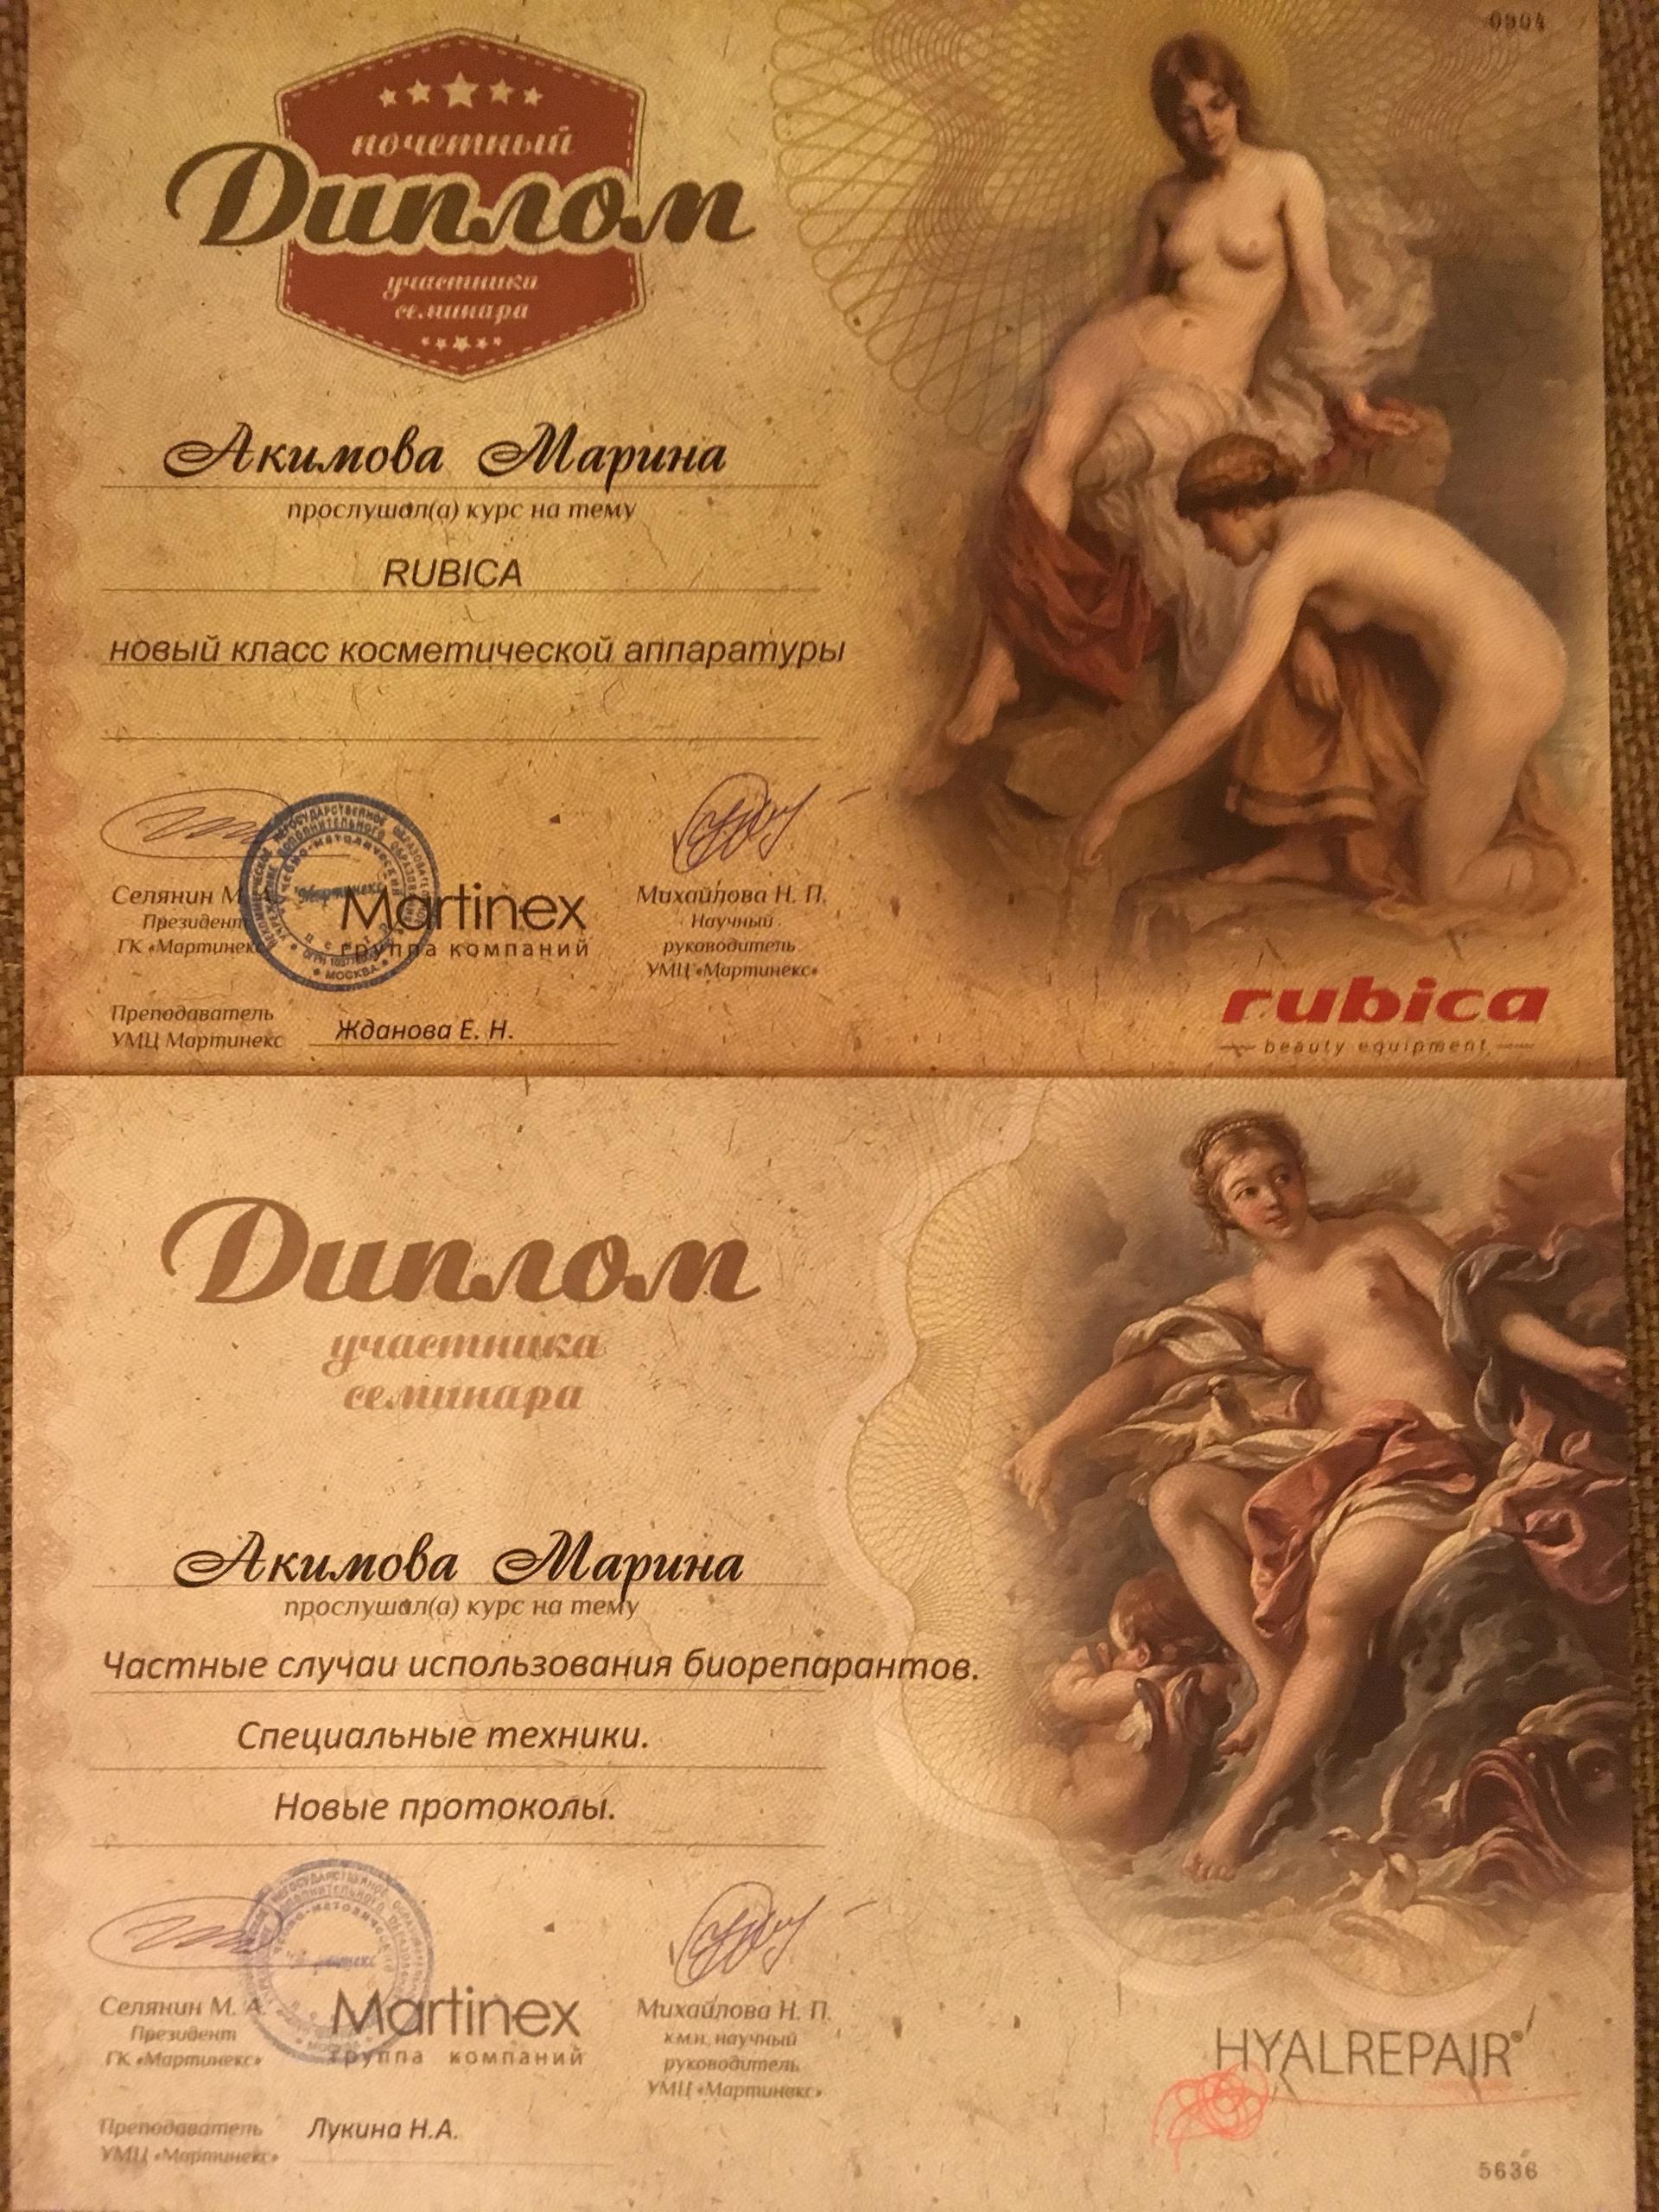 0904
почетный
Диплом
участника
семинара
Акимова Марина
прослушал(а) курс на тему
RUBICA
новый класс косметической аппаратуры
Селянин М. А.
Президент
ГК «Мартинекс»
Martinex
группа компаний
МОСКВА
Михайлова Н. П.
Научный
руководитель
УМЦ «Мартинекс»
Преподаватель
УМЦ Мартинекс
Жданова Е. Н.
rubica
beauty equipment
Диплом
участника
семинара
Акимова Марина
прослушал(а) курс на тему
Частные случаи использования биорепарантов.
Специальные техники.
Новые протоколы.
Селянин М. А.
Президент
ГК «Мартинекс»
Martinex
группа компаний
Михайлова Н. П.
к.м.н. научный
руководитель
УМЦ «Мартинекс»
Преподаватель
УМЦ «Мартинекс»
Лукина Н.А.
HYALREPAIR®
5636